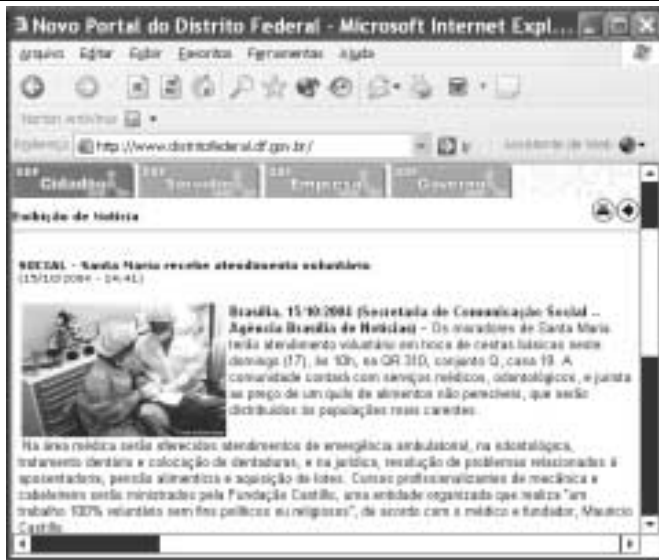 Novo Portal do Distrito Federal - Microsoft Internet Expl...
Arquivo Editar Exibir Favoritos Ferramentas Ajuda
Norton AntiVirus
Endereço http://www.distritofederal.df.gov.br/
Cidadão Servidor Empresa Governo
Exibição de Notícia
SOCIAL - Santa Maria recebe atendimento voluntário
(15/10/2004 - 14:41)
Brasília, 15/10/2004 (Secretaria de Comunicação Social –
Agência Brasília de Notícias) – Os moradores de Santa Maria
terão atendimento voluntário em troca de cestas básicas neste
domingo (17), às 10h, na QR 310, conjunto Q, casa 19. A
comunidade contará com serviços médicos, odontológicos, e jurista
ao preço de um quilo de alimentos não perecíveis, que serão
distribuídos às populações mais carentes.
Na área médica serão oferecidos atendimentos de emergência ambulatorial, na odontológica,
tratamento dentário e colocação de dentaduras, e na jurídica, resolução de problemas relacionados à
aposentadoria, pensão alimentícia e aquisição de lotes. Cursos profissionalizantes de mecânica e
cabeleireiro serão ministrados pela Fundação Castillo, uma entidade organizada que realiza "um
trabalho 100% voluntário sem fins políticos ou religiosos", de acordo com o médico e fundador, Maurício
Castillo